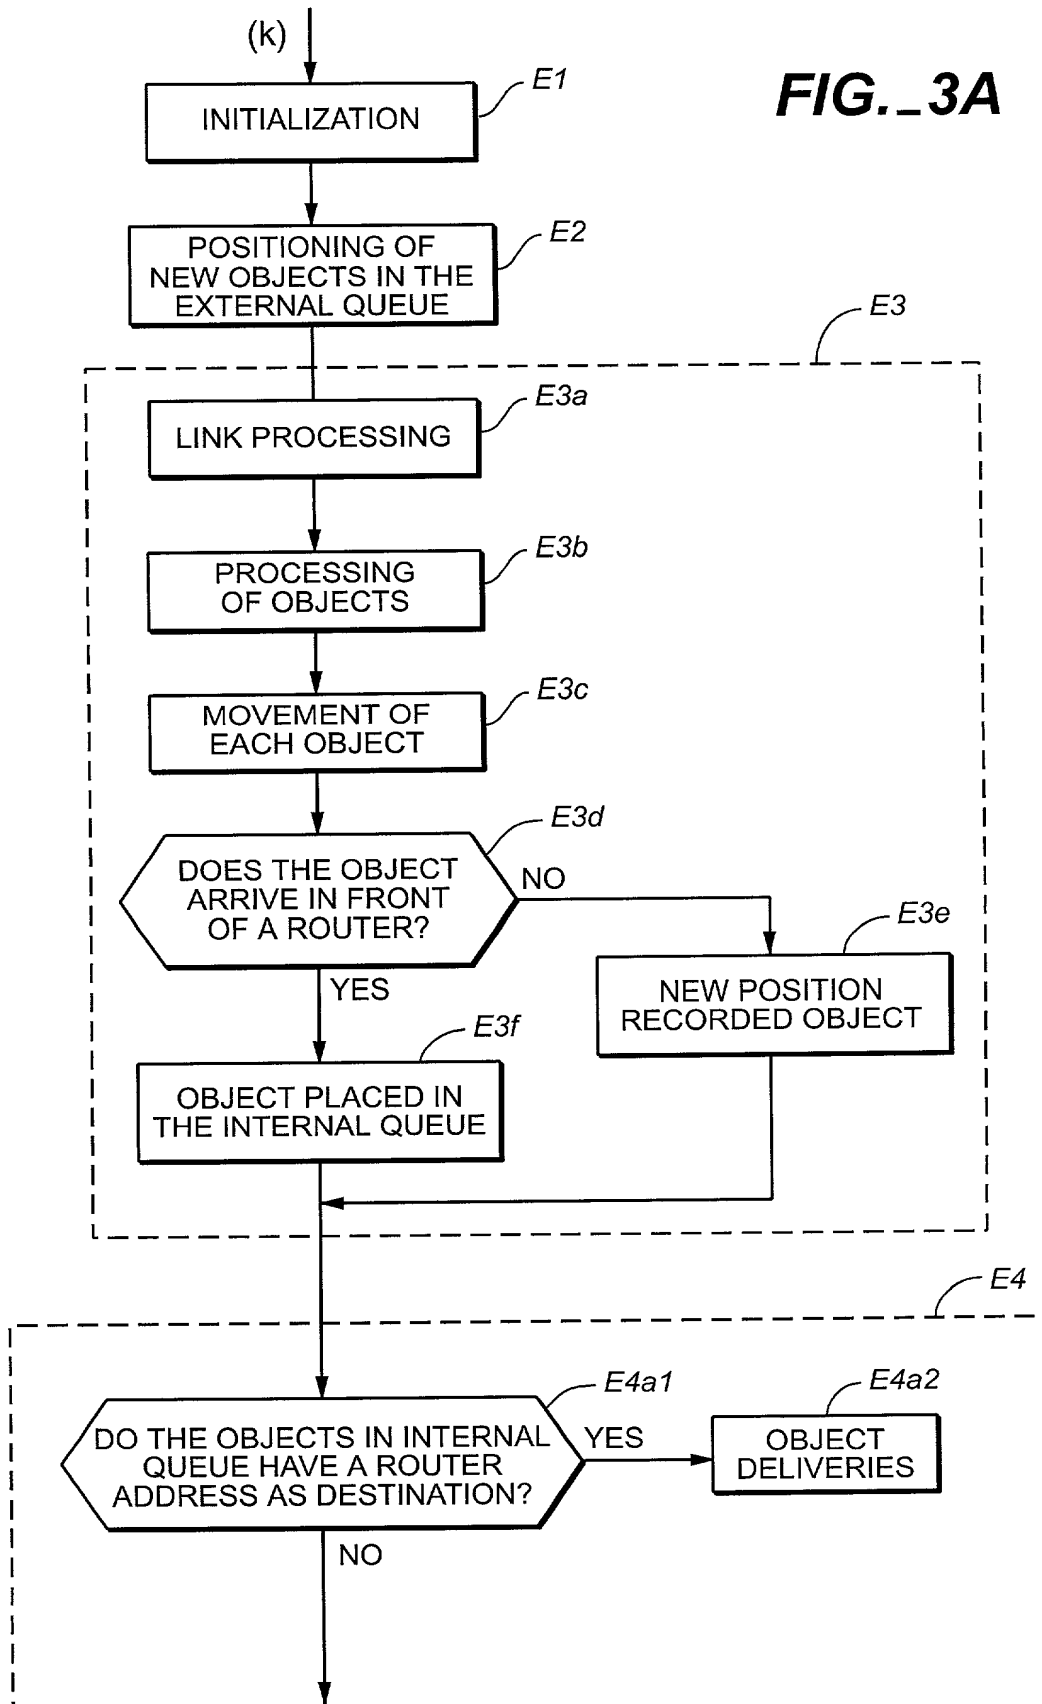 (k)
FIG._3A
E1
INITIALIZATION
E2
POSITIONING OF
NEW OBJECTS IN THE
EXTERNAL QUEUE
E3
E3a
LINK PROCESSING
E3b
PROCESSING
OF OBJECTS
E3c
MOVEMENT OF
EACH OBJECT
E3d
DOES THE OBJECT
ARRIVE IN FRONT
OF A ROUTER?
NO
YES
E3e
NEW POSITION
RECORDED OBJECT
E3f
OBJECT PLACED IN
THE INTERNAL QUEUE
E4
E4a1
DO THE OBJECTS IN INTERNAL
QUEUE HAVE A ROUTER
ADDRESS AS DESTINATION?
YES
E4a2
OBJECT
DELIVERIES
NO